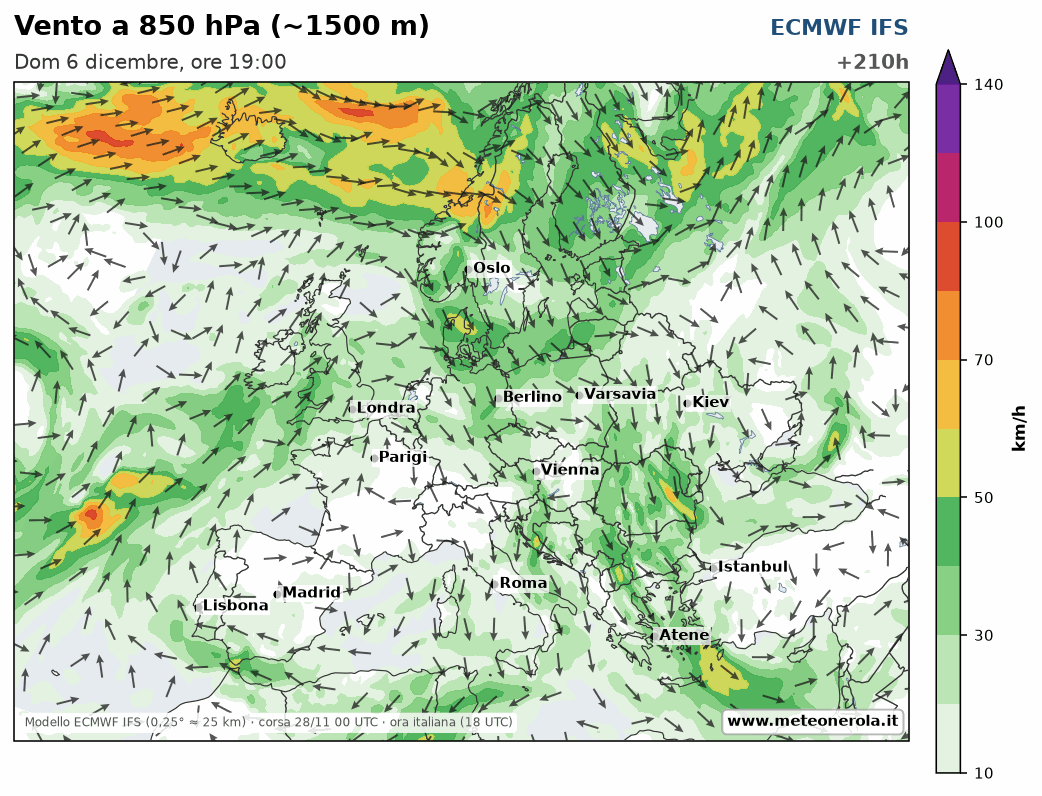 Vento a 850 hPa (~1500 m)
ECMWF IFS
Dom 6 dicembre, ore 19:00
+210h
140
100
70
50
30
10
km/h
Oslo
Londra
Berlino
Varsavia
Kiev
Parigi
Vienna
Istanbul
Roma
Madrid
Lisbona
Atene
Modello ECMWF IFS (0,25° ≈ 25 km) · corsa 28/11 00 UTC · ora italiana (18 UTC)
www.meteonerola.it